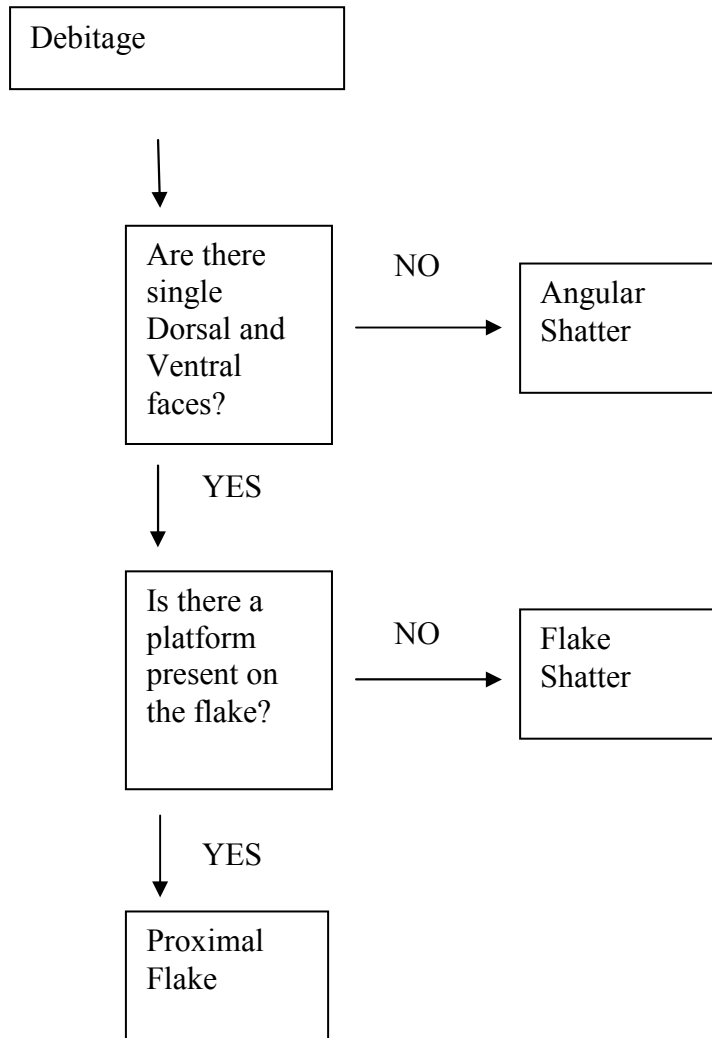 Debitage
Are there
single
Dorsal and
Ventral
faces?
NO
Angular
Shatter
YES
Is there a
platform
present on
the flake?
NO
Flake
Shatter
YES
Proximal
Flake